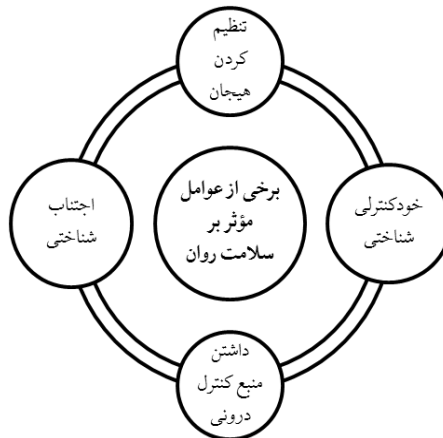 تنظیم
کردن
هیجان
برخی از عوامل
مؤثر بر
سلامت روان
خودکنترلی
شناختی
اجتناب
شناختی
داشتن
منبع کنترل
درونی